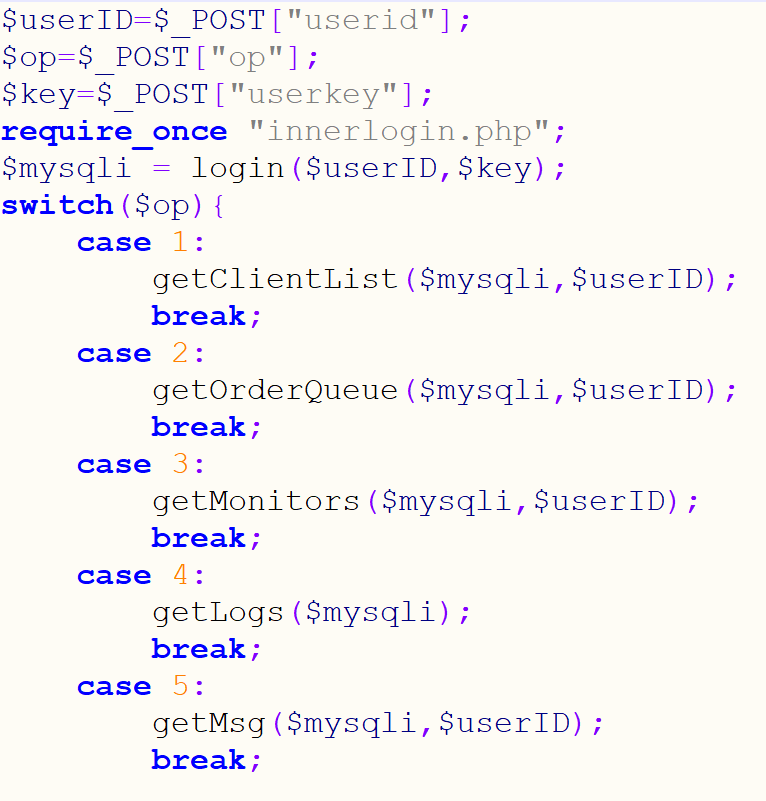 $userID=$_POST["userid"];
$op=$_POST["op"];
$key=$_POST["userkey"];
require_once "innerlogin.php";
$mysqli = login($userID,$key);
switch($op){
    case 1:
        getClientList($mysqli,$userID);
        break;
    case 2:
        getOrderQueue($mysqli,$userID);
        break;
    case 3:
        getMonitors($mysqli,$userID);
        break;
    case 4:
        getLogs($mysqli);
        break;
    case 5:
        getMsg($mysqli,$userID);
        break;